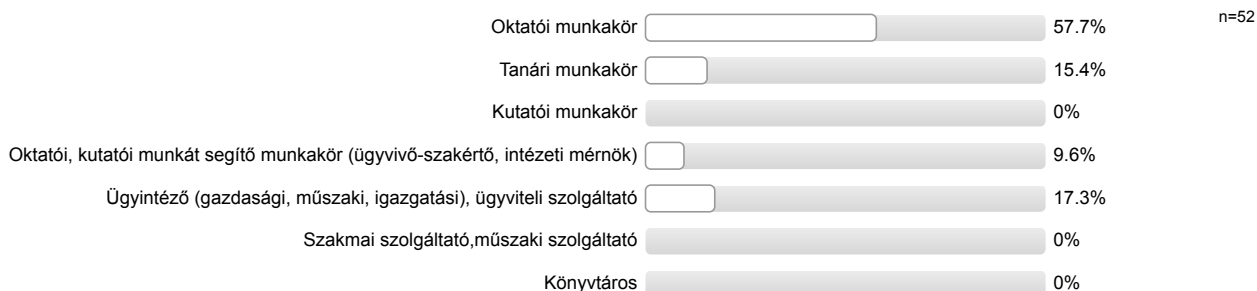 n=52
Oktatói munkakör 57.7%
Tanári munkakör 15.4%
Kutatói munkakör 0%
Oktatói, kutatói munkát segítő munkakör (ügyvivő-szakértő, intézeti mérnök) 9.6%
Ügyintéző (gazdasági, műszaki, igazgatási), ügyviteli szolgáltató 17.3%
Szakmai szolgáltató,műszaki szolgáltató 0%
Könyvtáros 0%